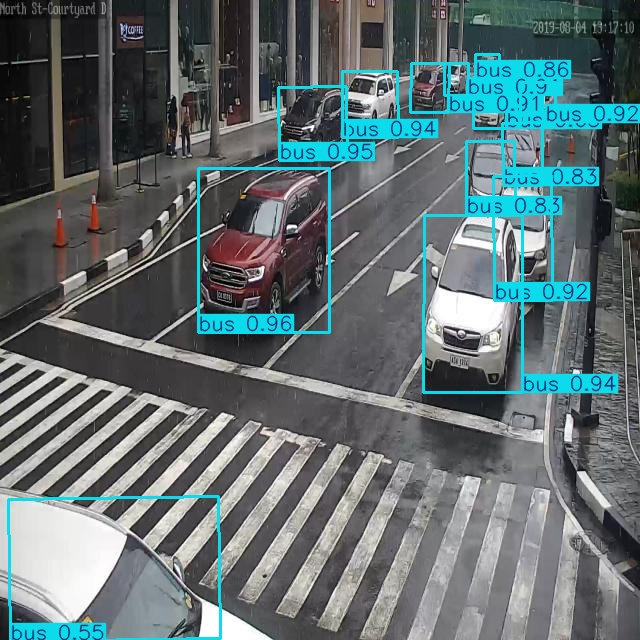 North St-Courtyard D
2019-08-04 13:17:10
COFFEE
bus 0.86
bus 0.9
bus 0.91
bus 0.92
bus 0.94
bus 0.95
bus 0.83
bus 0.83
bus 0.92
bus 0.96
bus 0.94
bus 0.55